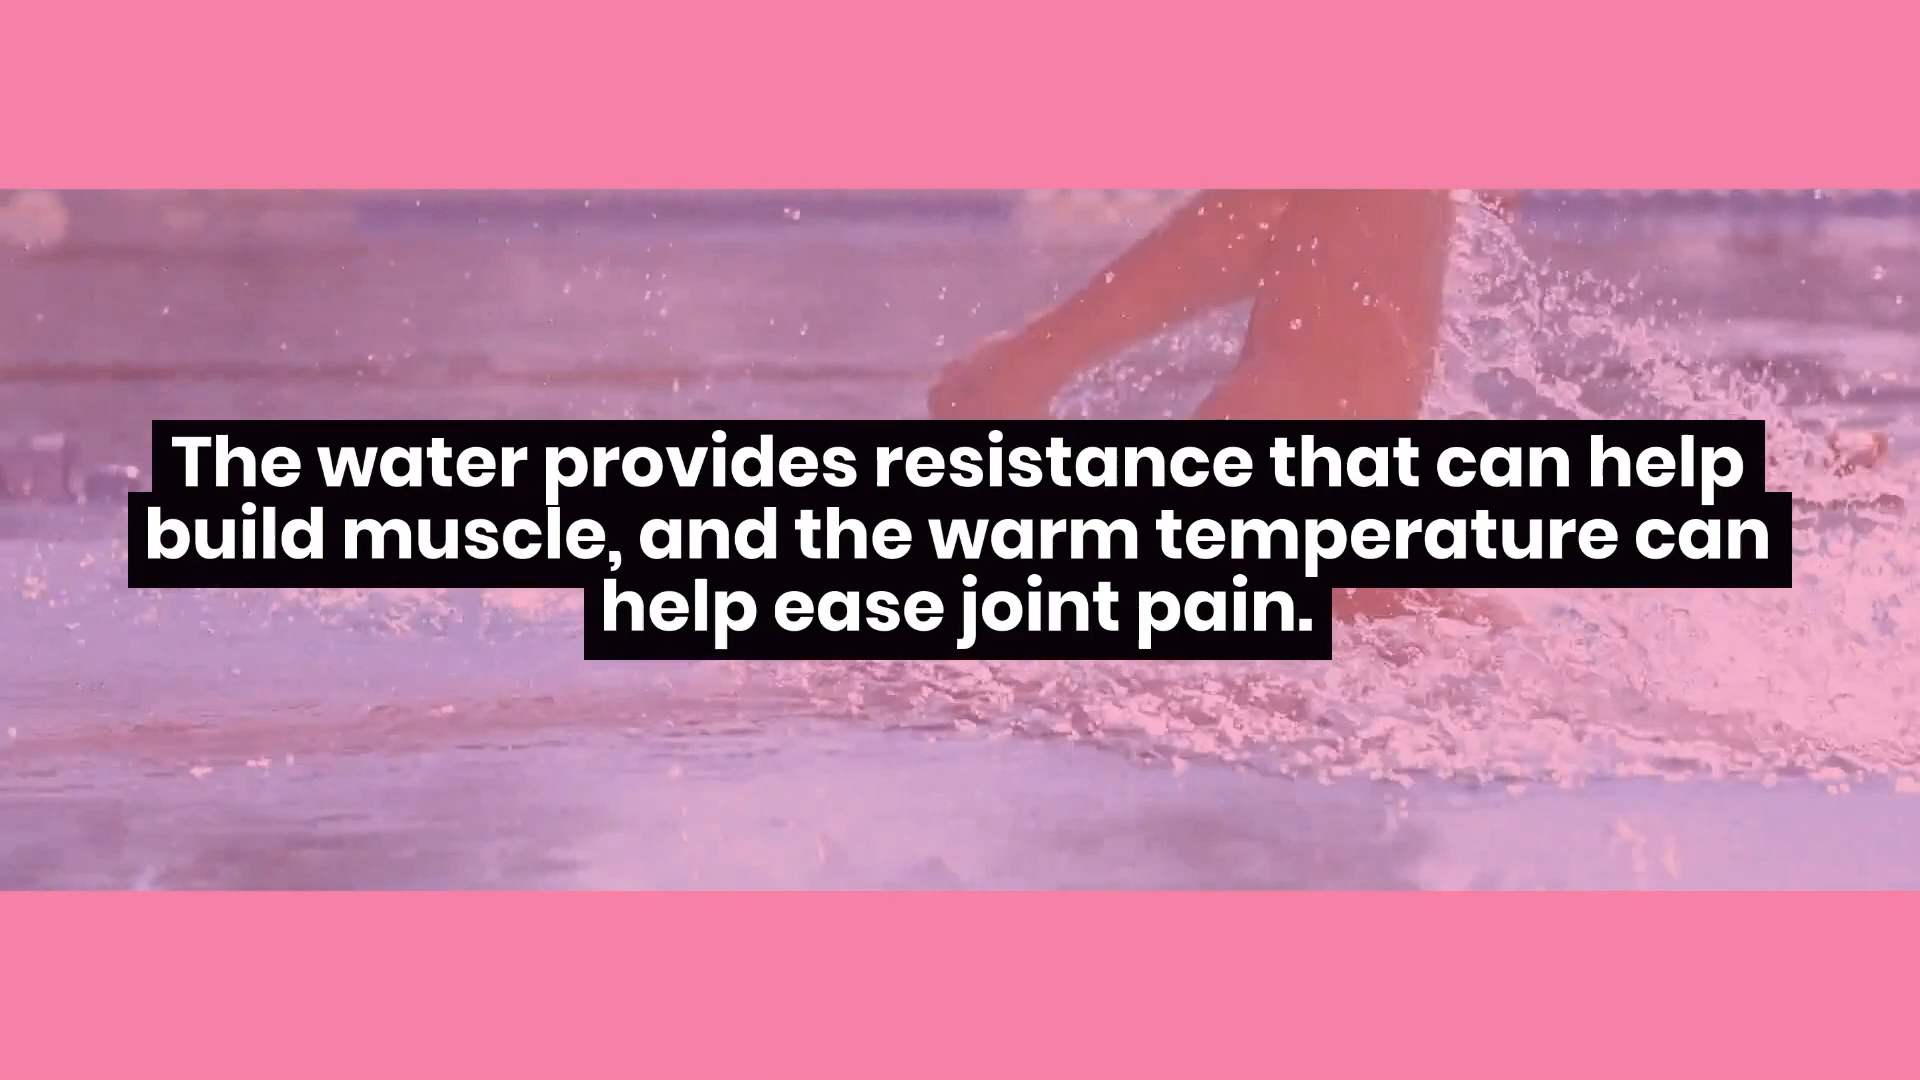 The water provides resistance that can help
build muscle, and the warm temperature can
help ease joint pain.